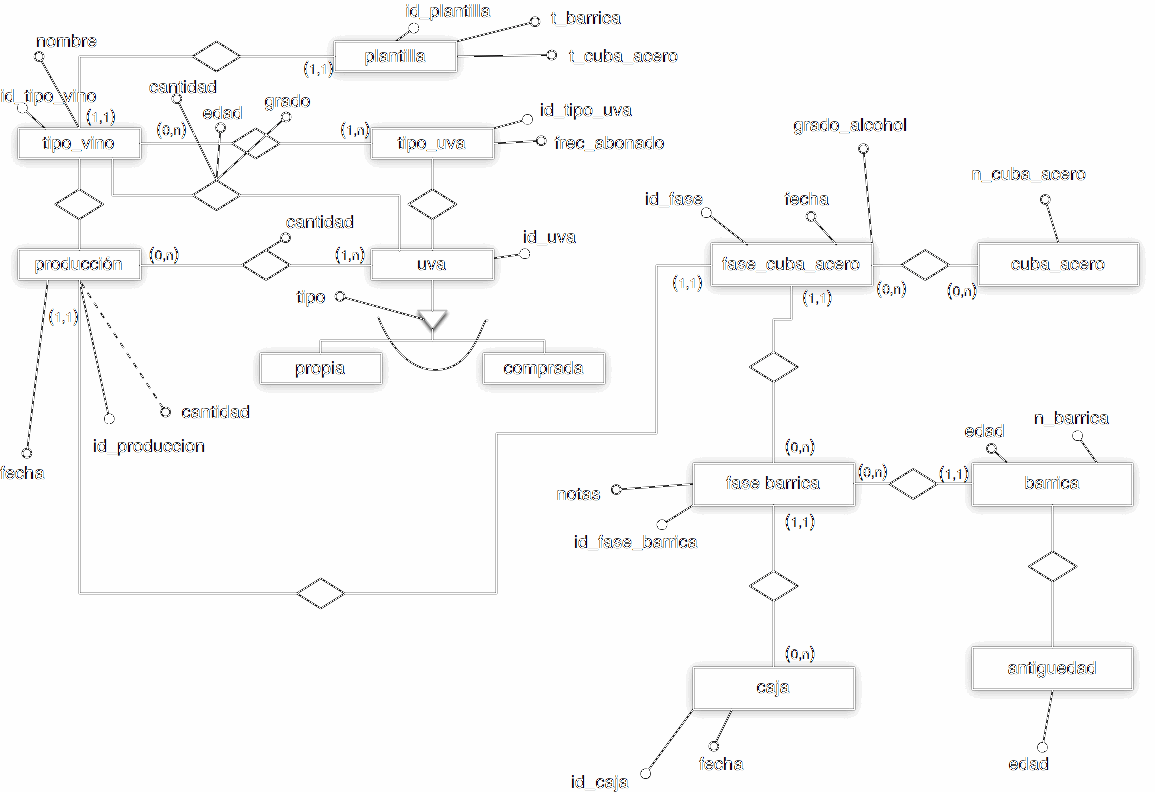 id_plantilla
t_barrica
nombre
plantilla
t_cuba_acero
(1,1)
cantidad
id_tipo_vino
edad
grado
id_tipo_uva
(1,1)
(0,n)
(1,n)
grado_alcohol
tipo_vino
tipo_uva
frec_abonado
n_cuba_acero
id_fase
fecha
cantidad
id_uva
producción
(0,n)
(1,n)
uva
fase_cuba_acero
cuba_acero
(1,1)
(0,n)
(0,n)
tipo
(1,1)
(1,1)
propia
comprada
cantidad
n_barrica
edad
id_produccion
(0,n)
fecha
fase barrica
(0,n)
(1,1)
barrica
notas
(1,1)
id_fase_barrica
(0,n)
antiguedad
caja
fecha
edad
id_caja